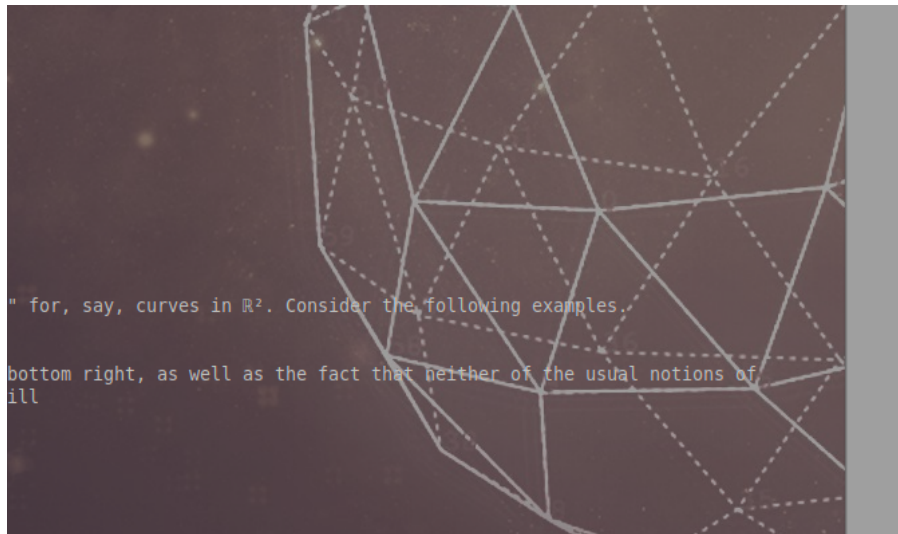 " for, say, curves in ℝ². Consider the following examples.
bottom right, as well as the fact that neither of the usual notions of
ill